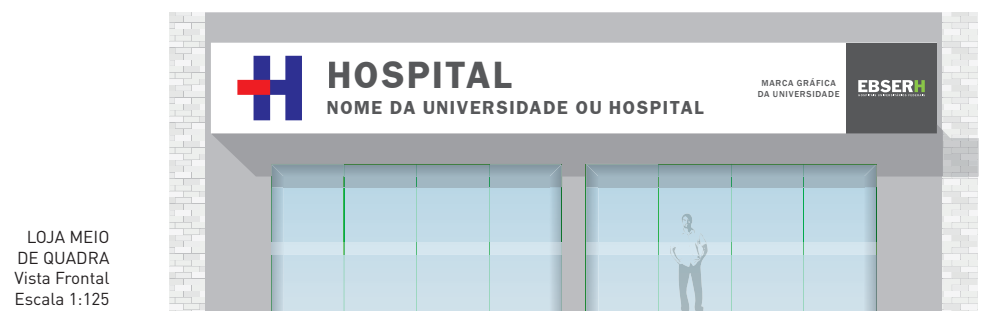 HOSPITAL
NOME DA UNIVERSIDADE OU HOSPITAL
MARCA GRÁFICA
DA UNIVERSIDADE
EBSERH
LOJA MEIO
DE QUADRA
Vista Frontal
Escala 1:125